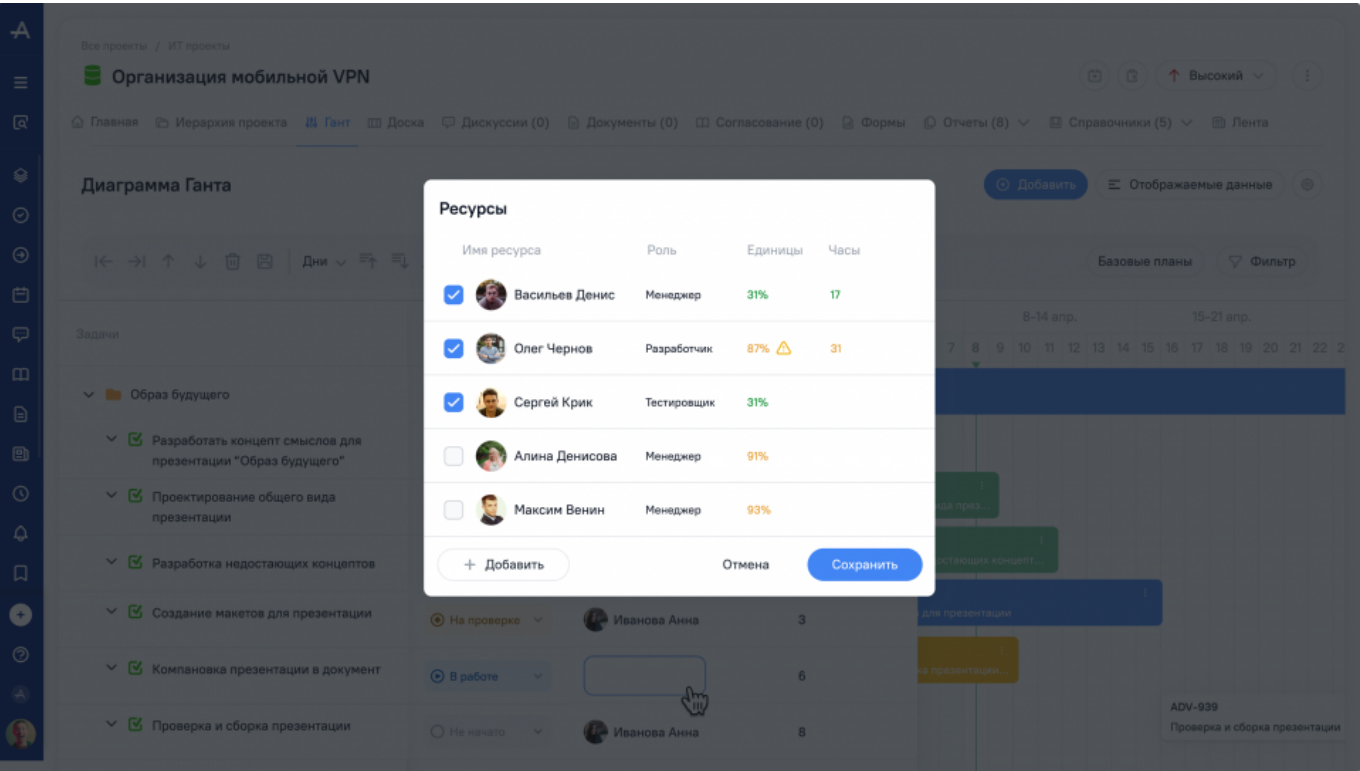 Все проекты / ИТ проекты
Организация мобильной VPN
Высокий
Главная Иерархия проекта Гант Доска Дискуссии (0) Документы (0) Согласование (0) Формы Отчеты (8) Справочники (5) Лента
Диаграмма Ганта
Добавить Отображаемые данные
Дни
Базовые планы Фильтр
Ресурсы
Имя ресурса Роль Единицы Часы
Васильев Денис Менеджер 31% 17
Олег Чернов Разработчик 87% 31
Сергей Крик Тестировщик 31%
Алина Денисова Менеджер 91%
Максим Венин Менеджер 93%
+ Добавить Отмена Сохранить
8-14 апр. 15-21 апр.
Задачи
7 8 9 10 11 12 13 14 15 16 17 18 19 20 21 22 2
Образ будущего
Разработать концепт смыслов для
презентации "Образ будущего"
Проектирование общего вида
презентации
ида през...
Разработка недостающих концептов
остающих концепт...
Создание макетов для презентации На проверке Иванова Анна 3
для презентации
Компановка презентации в документ В работе 6
ка презентации...
Проверка и сборка презентации Не начато Иванова Анна 8
ADV-939
Проверка и сборка презентации